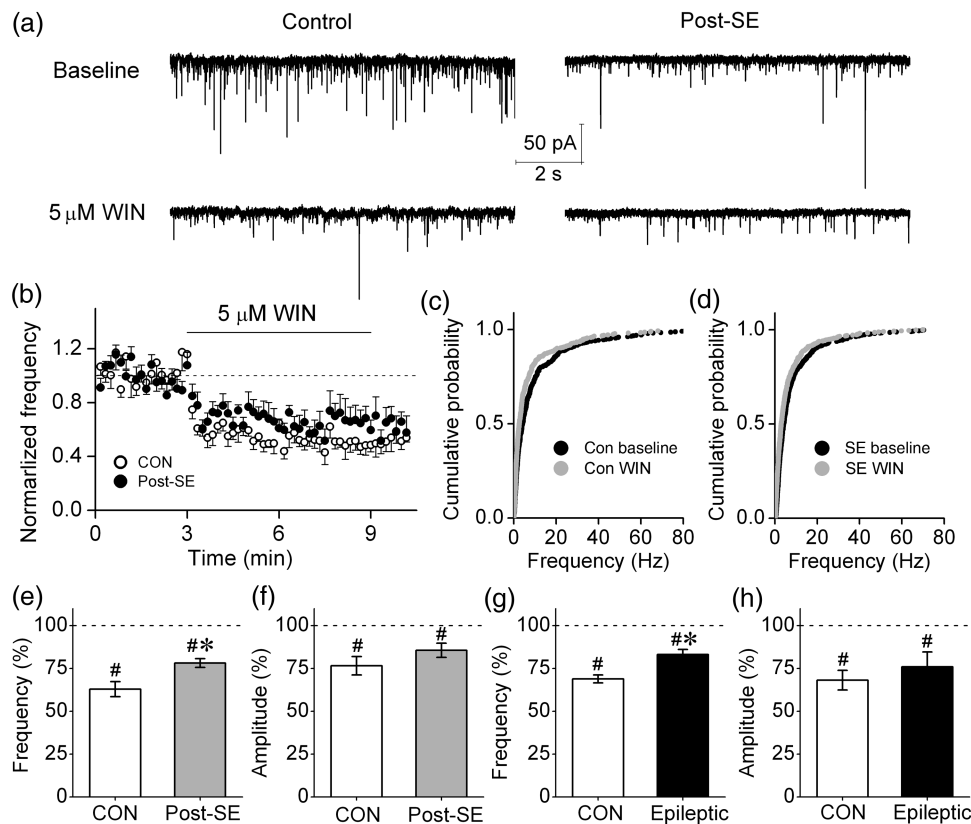 (a)
Control
Post-SE
Baseline
50 pA
2 s
5 μM WIN
(b)
5 μM WIN
Normarlized frequency
1.2
0.8
0.4
0.0
CON
Post-SE
0
3
6
9
Time (min)
(c)
Cumulative probability
1.0
0.5
0.0
Con baseline
Con WIN
0 20 40 60 80
Frequency (Hz)
(d)
Cumulative probability
1.0
0.5
0.0
SE baseline
SE WIN
0 20 40 60 80
Frequency (Hz)
(e)
Frequency (%)
100
75
50
25
0
#
#*
CON
Post-SE
(f)
Amplitude (%)
100
75
50
25
0
#
#
CON
Post-SE
(g)
Frequency (%)
100
75
50
25
0
#
#*
CON
Epileptic
(h)
Amplitude (%)
100
75
50
25
0
#
#
CON
Epileptic